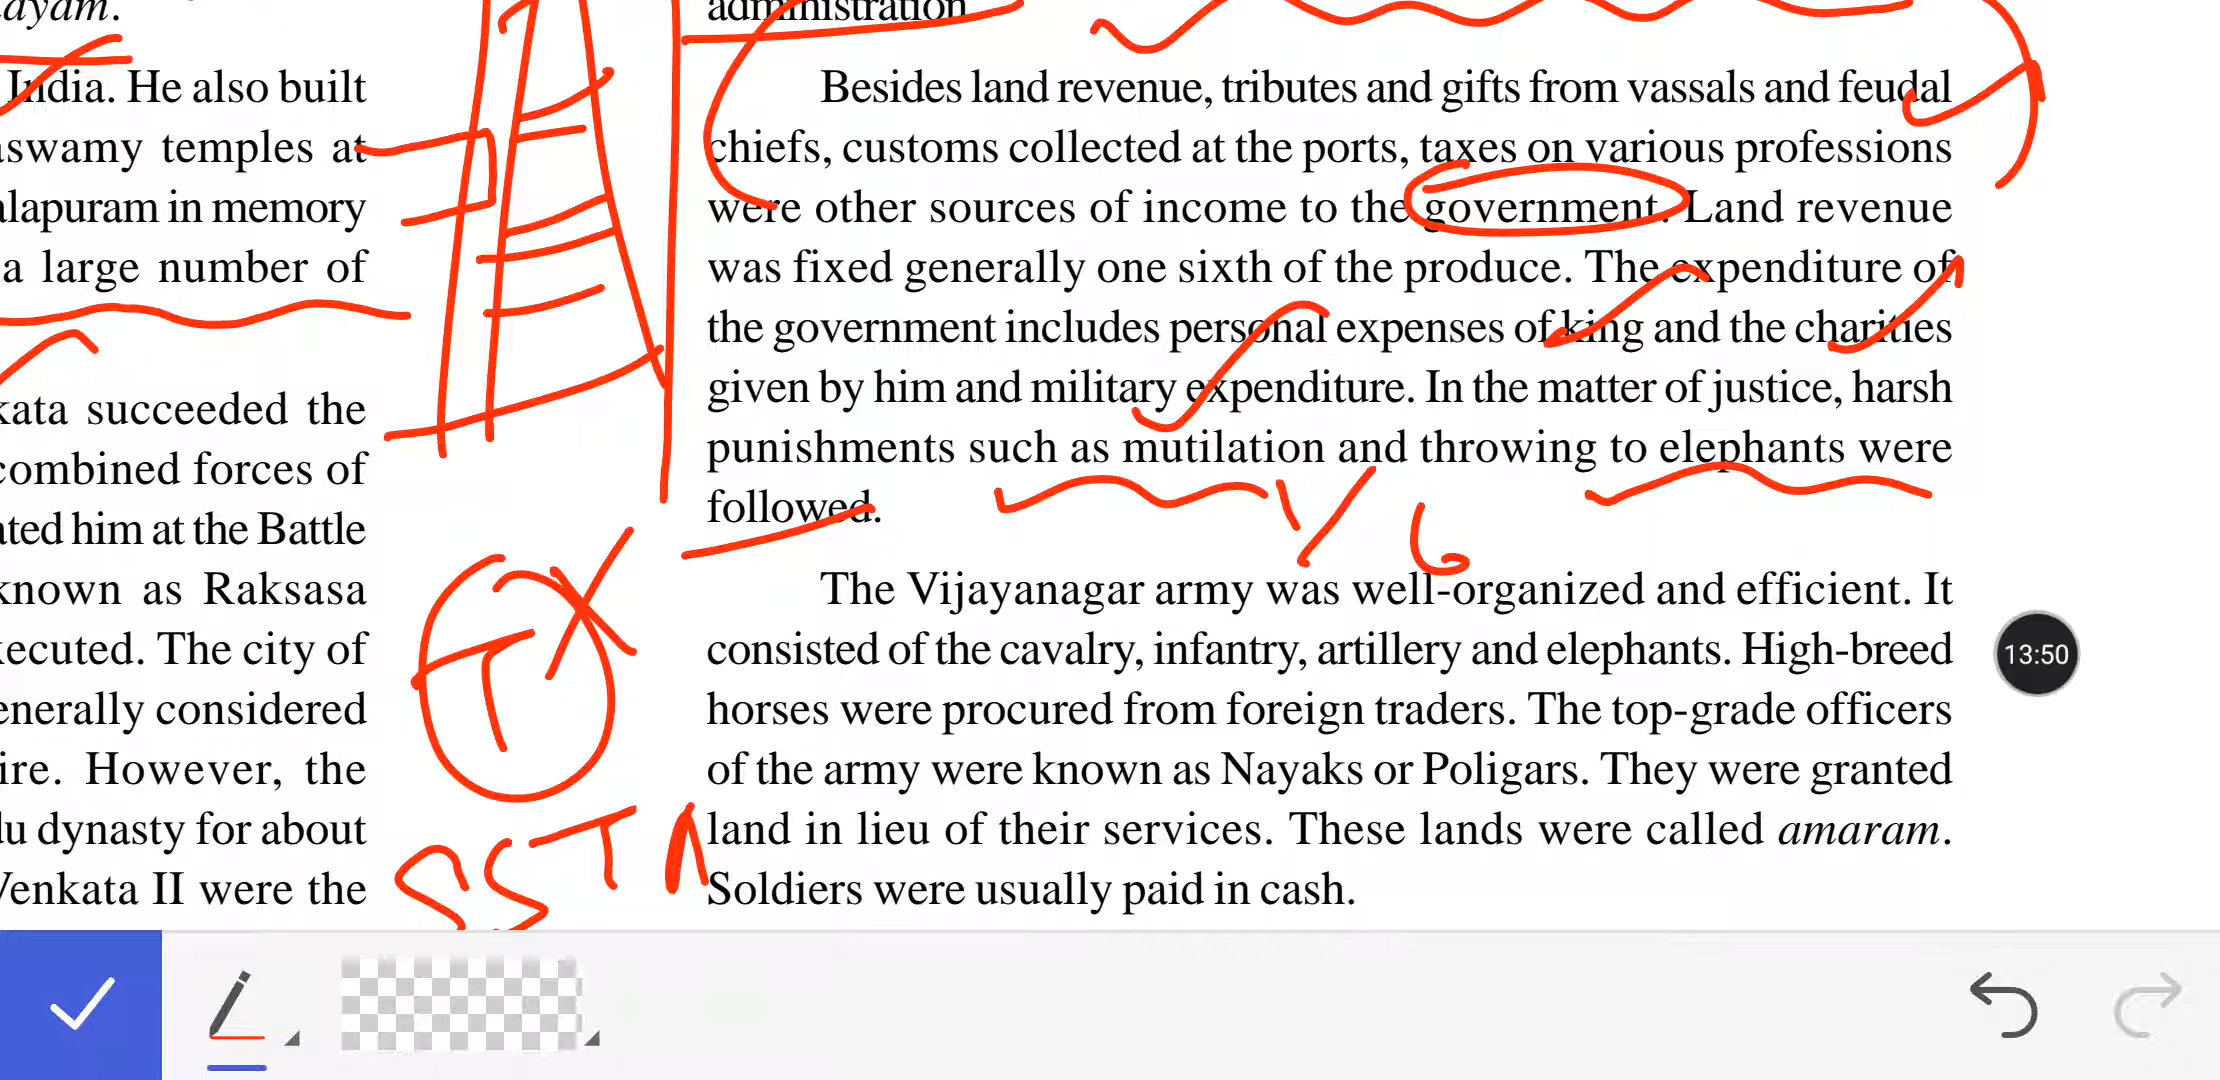 ayam.
India. He also built
swamy temples at
alapuram in memory
a large number of
kata succeeded the
combined forces of
ated him at the Battle
known as Raksasa
xecuted. The city of
enerally considered
ire. However, the
lu dynasty for about
Venkata II were the
administration
Besides land revenue, tributes and gifts from vassals and feudal
chiefs, customs collected at the ports, taxes on various professions
were other sources of income to the government. Land revenue
was fixed generally one sixth of the produce. The expenditure of
the government includes personal expenses of king and the charities
given by him and military expenditure. In the matter of justice, harsh
punishments such as mutilation and throwing to elephants were
followed.
1/6
The Vijayanagar army was well-organized and efficient. It
consisted of the cavalry, infantry, artillery and elephants. High-breed
horses were procured from foreign traders. The top-grade officers
of the army were known as Nayaks or Poligars. They were granted
land in lieu of their services. These lands were called amaram.
Soldiers were usually paid in cash.
TX
SST
13:50